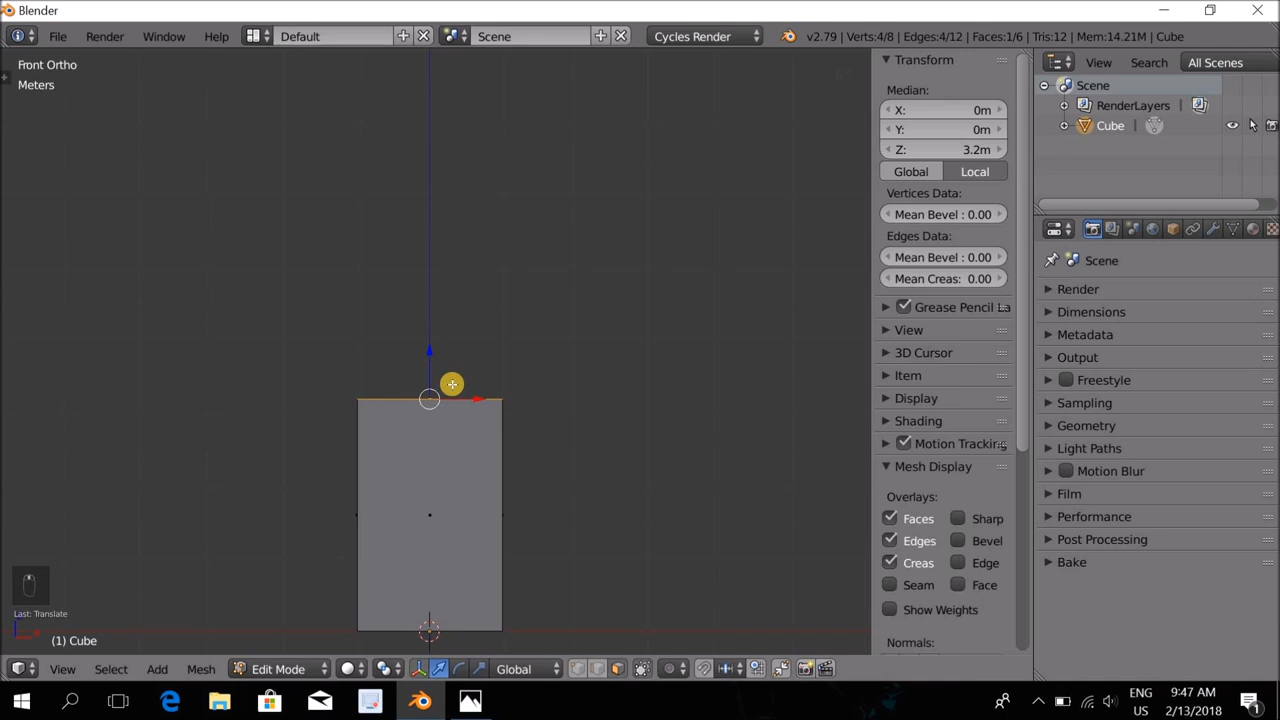 Blender
File Render Window Help Default Scene Cycles Render v2.79 | Verts:4/8 | Edges:4/12 | Faces:1/6 | Tris:12 | Mem:14.21M | Cube
Front Ortho
Meters
Last: Translate
(1) Cube
View Select Add Mesh Edit Mode Global
Transform
Median:
X: 0m
Y: 0m
Z: 3.2m
Global Local
Vertices Data:
Mean Bevel : 0.00
Edges Data:
Mean Bevel : 0.00
Mean Creas: 0.00
Grease Pencil La
View
3D Cursor
Item
Display
Shading
Motion Tracking
Mesh Display
Overlays:
Faces Sharp
Edges Bevel
Creas Edge
Seam Face
Show Weights
Normals:
View Search All Scenes
Scene
RenderLayers |
Cube |
Scene
Render
Dimensions
Metadata
Output
Freestyle
Sampling
Geometry
Light Paths
Motion Blur
Film
Performance
Post Processing
Bake
ENG 9:47 AM
US 2/13/2018
1